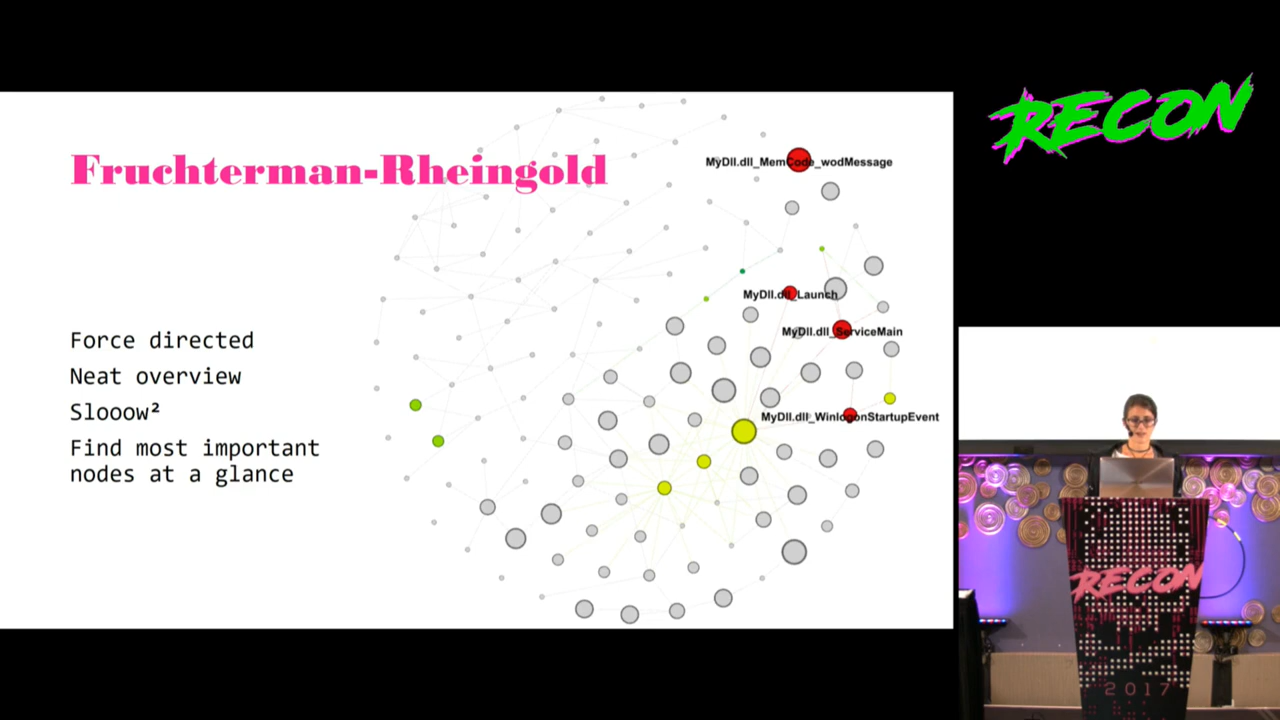 RECON
Fruchterman-Rheingold
MyDll.dll_MemCode_wodMessage
MyDll.dll_Launch
MyDll.dll_ServiceMain
MyDll.dll_WinlogonStartupEvent
Force directed
Neat overview
Slooow²
Find most important
nodes at a glance
RECON
2017